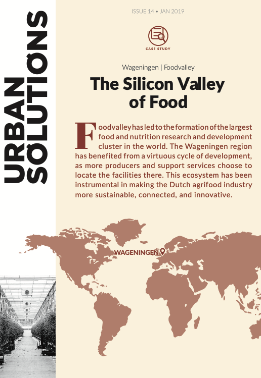 ISSUE 14 • JAN 2019
URBAN
SOLUTIONS
CASE STUDY
Wageningen | Foodvalley
The Silicon Valley
of Food
Foodvalley has led to the formation of the largest
food and nutrition research and development
cluster in the world. The Wageningen region
has benefited from a virtuous cycle of development,
as more producers and support services choose to
locate the facilities there. This ecosystem has been
instrumental in making the Dutch agrifood industry
more sustainable, connected, and innovative.
WAGENINGEN